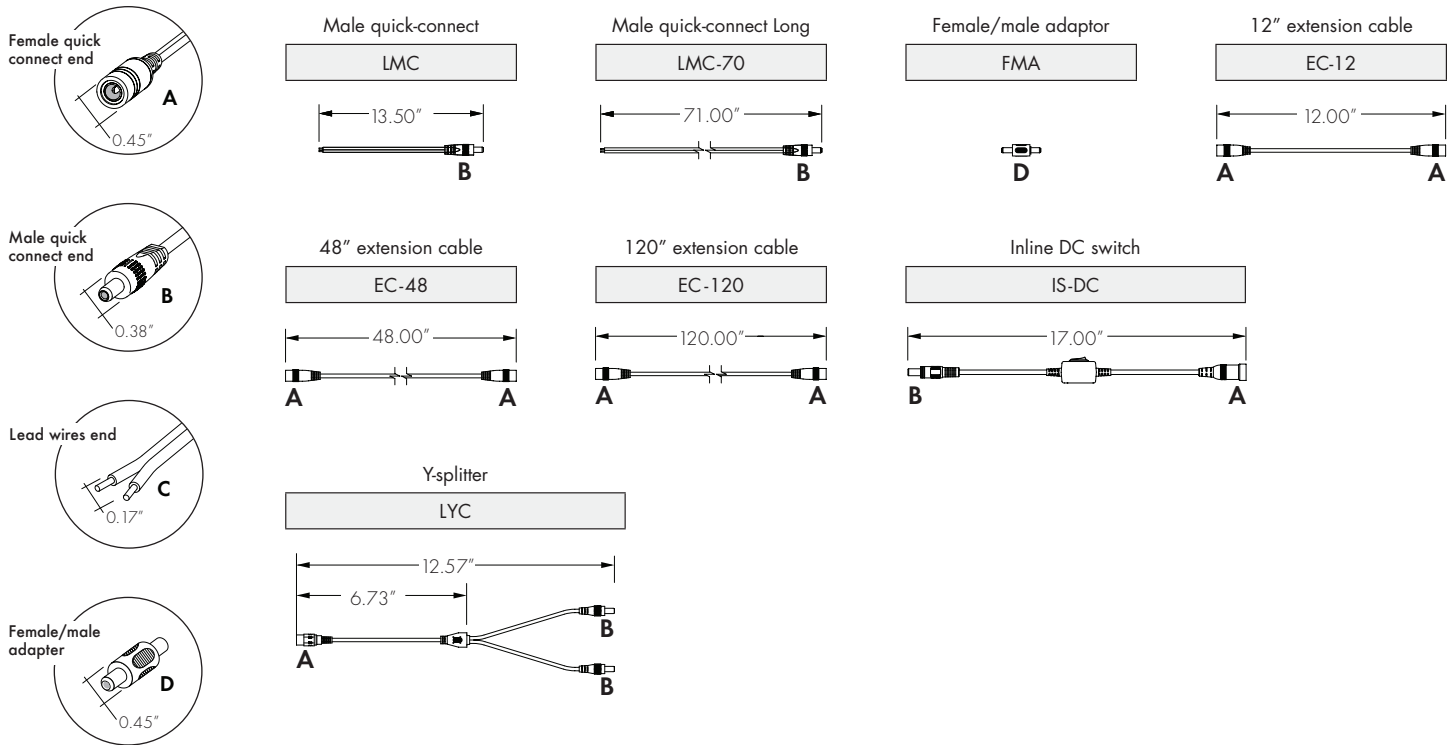 Female quick
connect end
A
0.45”
Male quick-connect
LMC
13.50”
B
Male quick-connect Long
LMC-70
71.00”
B
Female/male adaptor
FMA
D
12” extension cable
EC-12
12.00”
A A
Male quick
connect end
B
0.38”
48” extension cable
EC-48
48.00”
A A
120” extension cable
EC-120
120.00”
A A
Inline DC switch
IS-DC
17.00”
B A
Lead wires end
C
0.17”
Y-splitter
LYC
12.57”
6.73”
A
B
B
Female/male
adapter
D
0.45”